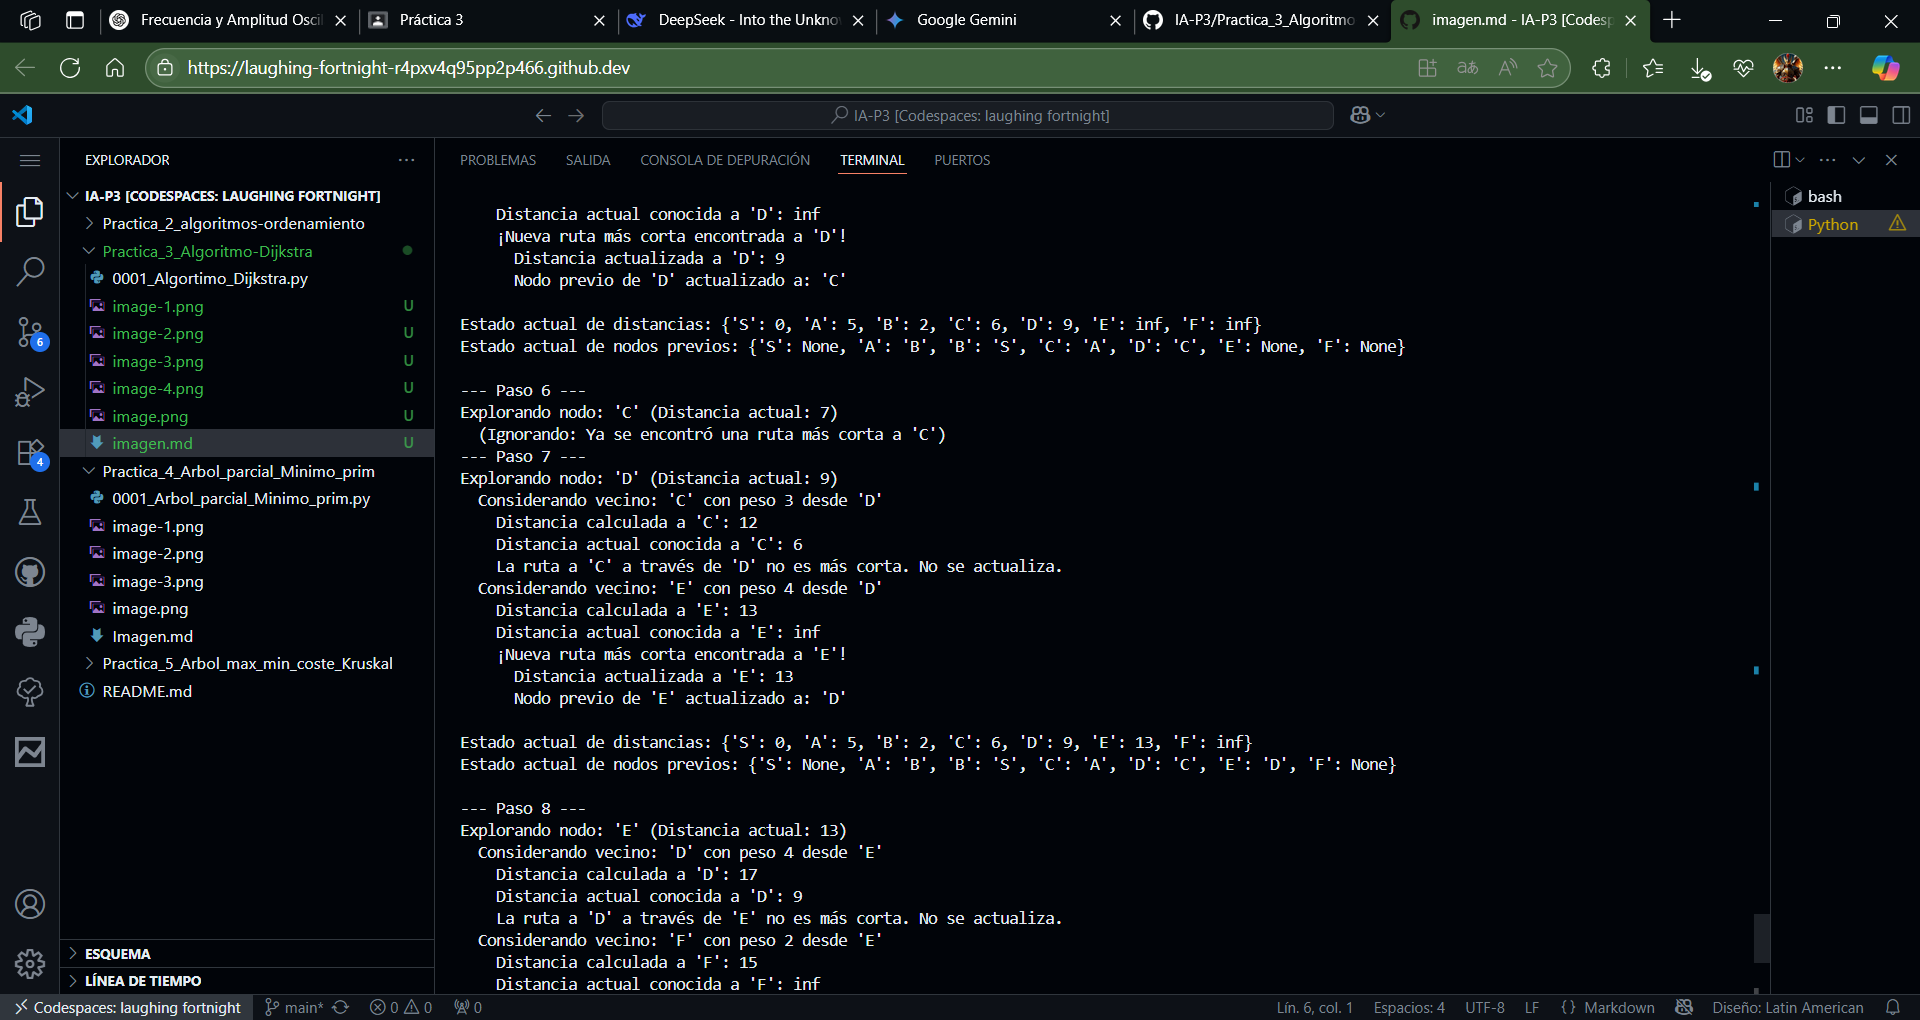 Frecuencia y Amplitud Oscil
Práctica 3
DeepSeek - Into the Unkno
Google Gemini
IA-P3/Practica_3_Algoritmo
imagen.md - IA-P3 [Codesp
https://laughing-fortnight-r4pxv4q95pp2p466.github.dev
IA-P3 [Codespaces: laughing fortnight]
EXPLORADOR
IA-P3 [CODESPACES: LAUGHING FORTNIGHT]
Practica_2_algoritmos-ordenamiento
Practica_3_Algoritmo-Dijkstra
0001_Algortimo_Dijkstra.py
image-1.png U
image-2.png U
image-3.png U
image-4.png U
image.png U
imagen.md U
Practica_4_Arbol_parcial_Minimo_prim
0001_Arbol_parcial_Minimo_prim.py
image-1.png
image-2.png
image-3.png
image.png
Imagen.md
Practica_5_Arbol_max_min_coste_Kruskal
README.md
ESQUEMA
LÍNEA DE TIEMPO
6
4
PROBLEMAS SALIDA CONSOLA DE DEPURACIÓN TERMINAL PUERTOS
Distancia actual conocida a 'D': inf
¡Nueva ruta más corta encontrada a 'D'!
Distancia actualizada a 'D': 9
Nodo previo de 'D' actualizado a: 'C'
Estado actual de distancias: {'S': 0, 'A': 5, 'B': 2, 'C': 6, 'D': 9, 'E': inf, 'F': inf}
Estado actual de nodos previos: {'S': None, 'A': 'B', 'B': 'S', 'C': 'A', 'D': 'C', 'E': None, 'F': None}
--- Paso 6 ---
Explorando nodo: 'C' (Distancia actual: 7)
(Ignorando: Ya se encontró una ruta más corta a 'C')
--- Paso 7 ---
Explorando nodo: 'D' (Distancia actual: 9)
Considerando vecino: 'C' con peso 3 desde 'D'
Distancia calculada a 'C': 12
Distancia actual conocida a 'C': 6
La ruta a 'C' a través de 'D' no es más corta. No se actualiza.
Considerando vecino: 'E' con peso 4 desde 'D'
Distancia calculada a 'E': 13
Distancia actual conocida a 'E': inf
¡Nueva ruta más corta encontrada a 'E'!
Distancia actualizada a 'E': 13
Nodo previo de 'E' actualizado a: 'D'
Estado actual de distancias: {'S': 0, 'A': 5, 'B': 2, 'C': 6, 'D': 9, 'E': 13, 'F': inf}
Estado actual de nodos previos: {'S': None, 'A': 'B', 'B': 'S', 'C': 'A', 'D': 'C', 'E': 'D', 'F': None}
--- Paso 8 ---
Explorando nodo: 'E' (Distancia actual: 13)
Considerando vecino: 'D' con peso 4 desde 'E'
Distancia calculada a 'D': 17
Distancia actual conocida a 'D': 9
La ruta a 'D' a través de 'E' no es más corta. No se actualiza.
Considerando vecino: 'F' con peso 2 desde 'E'
Distancia calculada a 'F': 15
Distancia actual conocida a 'F': inf
bash
Python
Codespaces: laughing fortnight main* 0 0 0 Lín. 6, col. 1 Espacios: 4 UTF-8 LF {} Markdown Diseño: Latin American